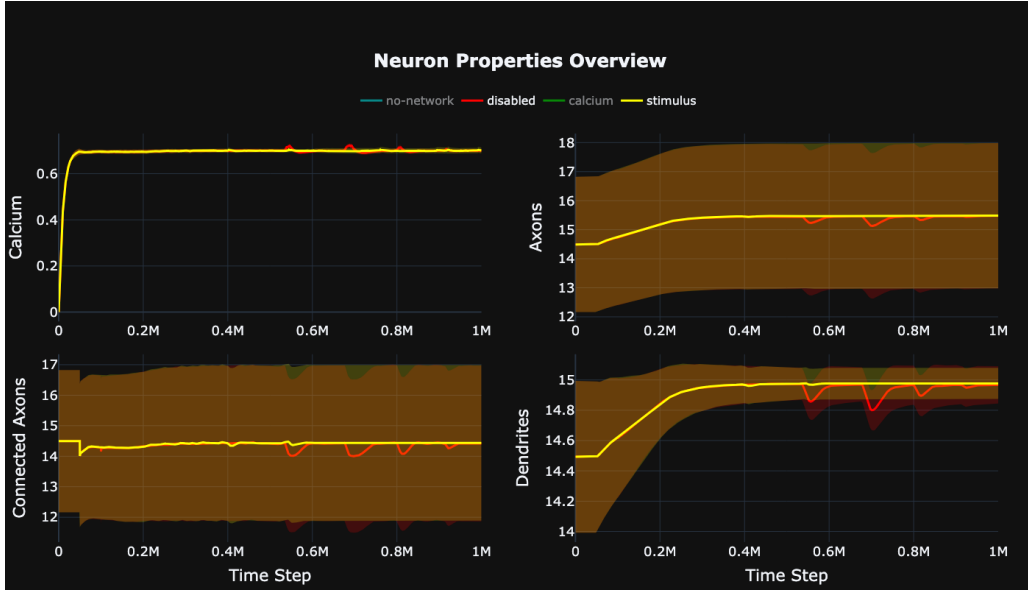 Neuron Properties Overview
no-network disabled calcium stimulus
Calcium
0.6
0.4
0.2
0
0 0.2M 0.4M 0.6M 0.8M 1M
Axons
18
17
16
15
14
13
12
0 0.2M 0.4M 0.6M 0.8M 1M
Connected Axons
17
16
15
14
13
12
0 0.2M 0.4M 0.6M 0.8M 1M
Time Step
Dendrites
15
14.8
14.6
14.4
14.2
14
0 0.2M 0.4M 0.6M 0.8M 1M
Time Step